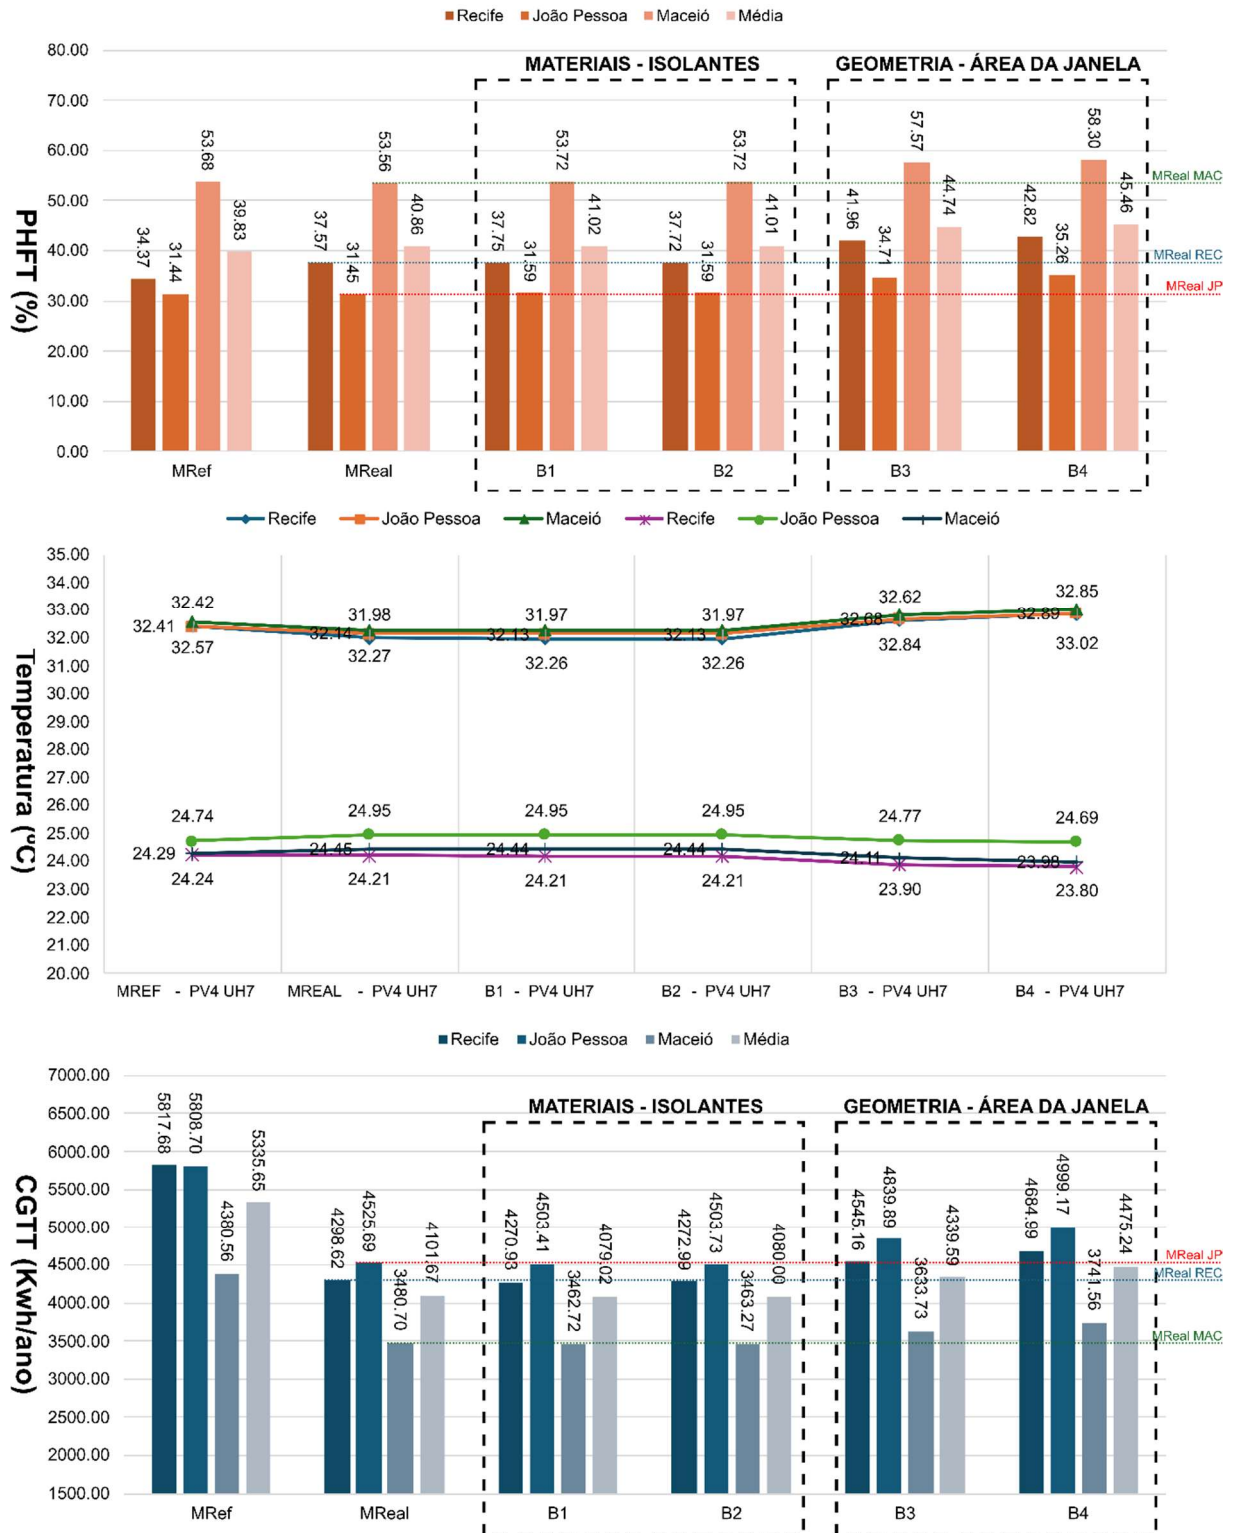 Recife João Pessoa Maceió Média
MATERIAIS - ISOLANTES GEOMETRIA - ÁREA DA JANELA
PHFT (%)
80.00
70.00
60.00
50.00
40.00
30.00
20.00
10.00
0.00
34.37 31.44 53.68 39.83
37.57 31.45 53.56 40.86
37.75 31.59 53.72 41.02
37.72 31.59 53.72 41.01
41.96 34.71 57.57 44.74
42.82 35.26 58.30 45.46
MReal MAC
MReal REC
MReal JP
MRef MReal B1 B2 B3 B4
Recife João Pessoa Maceió Recife João Pessoa Maceió
Temperatura (ºC)
35.00
34.00
33.00
32.00
31.00
30.00
29.00
28.00
27.00
26.00
25.00
24.00
23.00
22.00
21.00
20.00
32.42 31.98 31.97 31.97 32.62 32.85
32.41 32.14 32.13 32.13 32.68 32.89
32.57 32.27 32.26 32.26 32.84 33.02
24.74 24.95 24.95 24.95 24.77 24.69
24.29 24.45 24.44 24.44 24.11 23.98
24.24 24.21 24.21 24.21 23.90 23.80
MREF - PV4 UH7 MREAL - PV4 UH7 B1 - PV4 UH7 B2 - PV4 UH7 B3 - PV4 UH7 B4 - PV4 UH7
Recife João Pessoa Maceió Média
MATERIAIS - ISOLANTES GEOMETRIA - ÁREA DA JANELA
CGTT (Kwh/ano)
7000.00
6500.00
6000.00
5500.00
5000.00
4500.00
4000.00
3500.00
3000.00
2500.00
2000.00
1500.00
5817.68 5808.70 4380.56 5335.65
4298.62 4525.69 3480.70 4101.67
4270.93 4503.41 3462.72 4079.02
4272.99 4503.73 3463.27 4080.00
4545.16 4839.89 3633.73 4339.59
4684.99 4999.17 3741.56 4475.24
MReal JP
MReal REC
MReal MAC
MRef MReal B1 B2 B3 B4